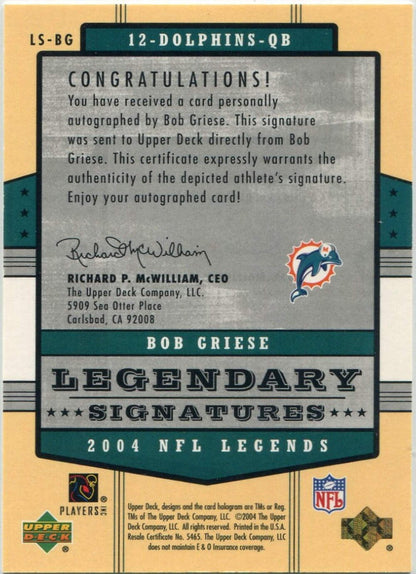 LS-BG
12-DOLPHINS-QB
CONGRATULATIONS!
You have received a card personally
autographed by Bob Griese. This signature
was sent to Upper Deck directly from Bob
Griese. This certificate expressly warrants the
authenticity of the depicted athlete's signature.
Enjoy your autographed card!
Richard P. McWilliam
RICHARD P. McWILLIAM, CEO
The Upper Deck Company, LLC.
5909 Sea Otter Place
Carlsbad, CA 92008
BOB GRIESE
LEGENDARY
SIGNATURES
2004 NFL LEGENDS
PLAYERS INC
UPPER
DECK
®
Upper Deck, designs and the card hologram are TMs or Reg.
TMs of The Upper Deck Company, LLC. ©2004 The Upper
Deck Company, LLC. All rights reserved. Printed in the U.S.A.
Resale Certificate No. 5465. The Upper Deck Company, LLC
does not maintain E & O Insurance coverage.
NFL
®
®